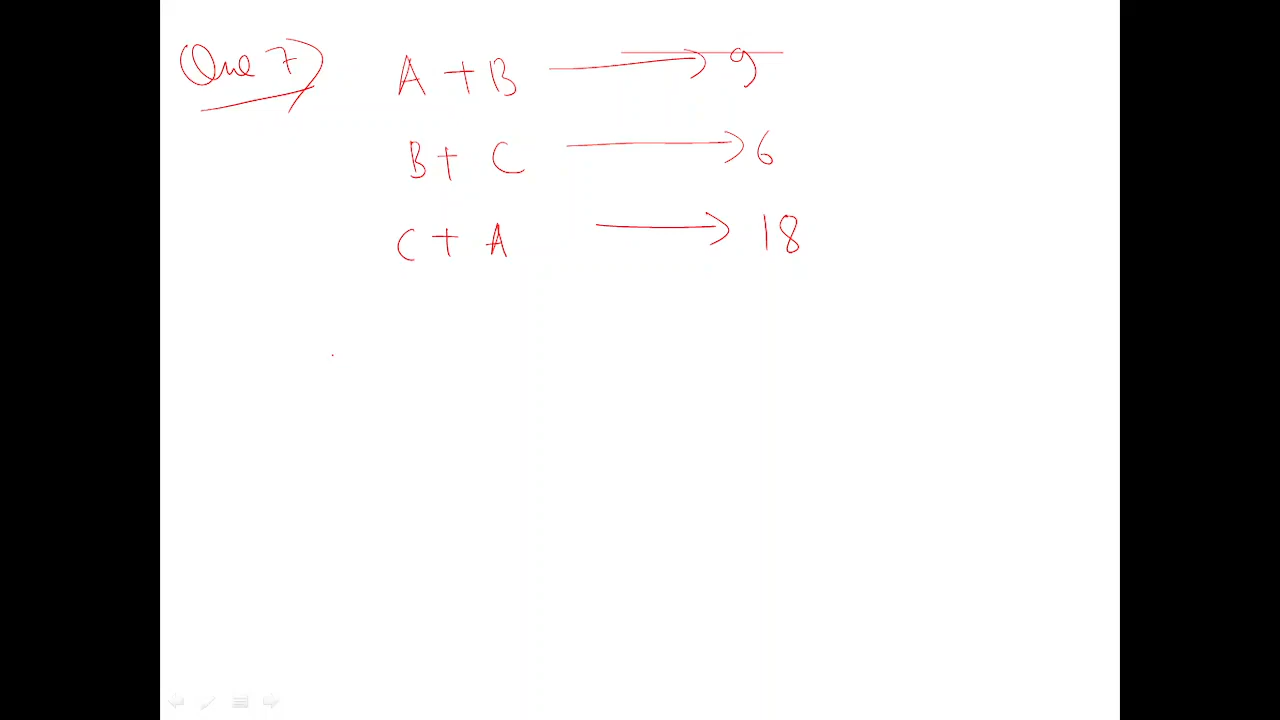 Que 7) A + B → 9
B + C → 6
C + A → 18